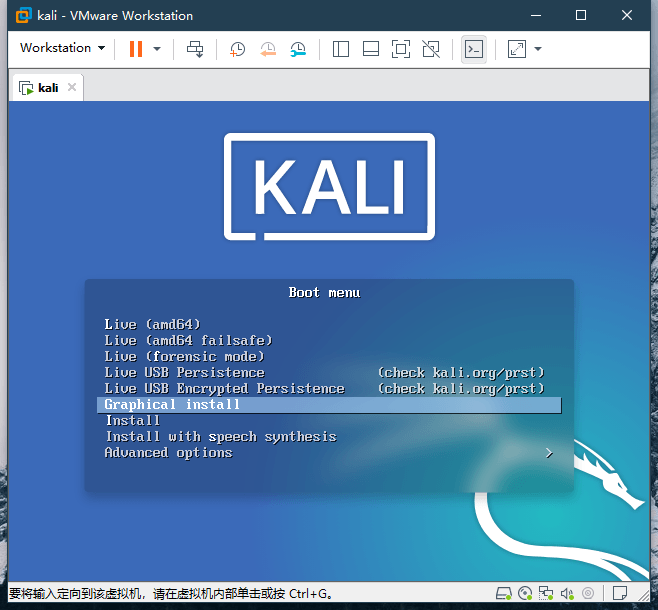 kali - VMware Workstation
Workstation
kali
KALI
Boot menu
Live (amd64)
Live (amd64 failsafe)
Live (forensic mode)
Live USB Persistence (check kali.org/prst)
Live USB Encrypted Persistence (check kali.org/prst)
Graphical install
Install
Install with speech synthesis
Advanced options >
要将输入定向到该虚拟机，请在虚拟机内部单击或按 Ctrl+G。